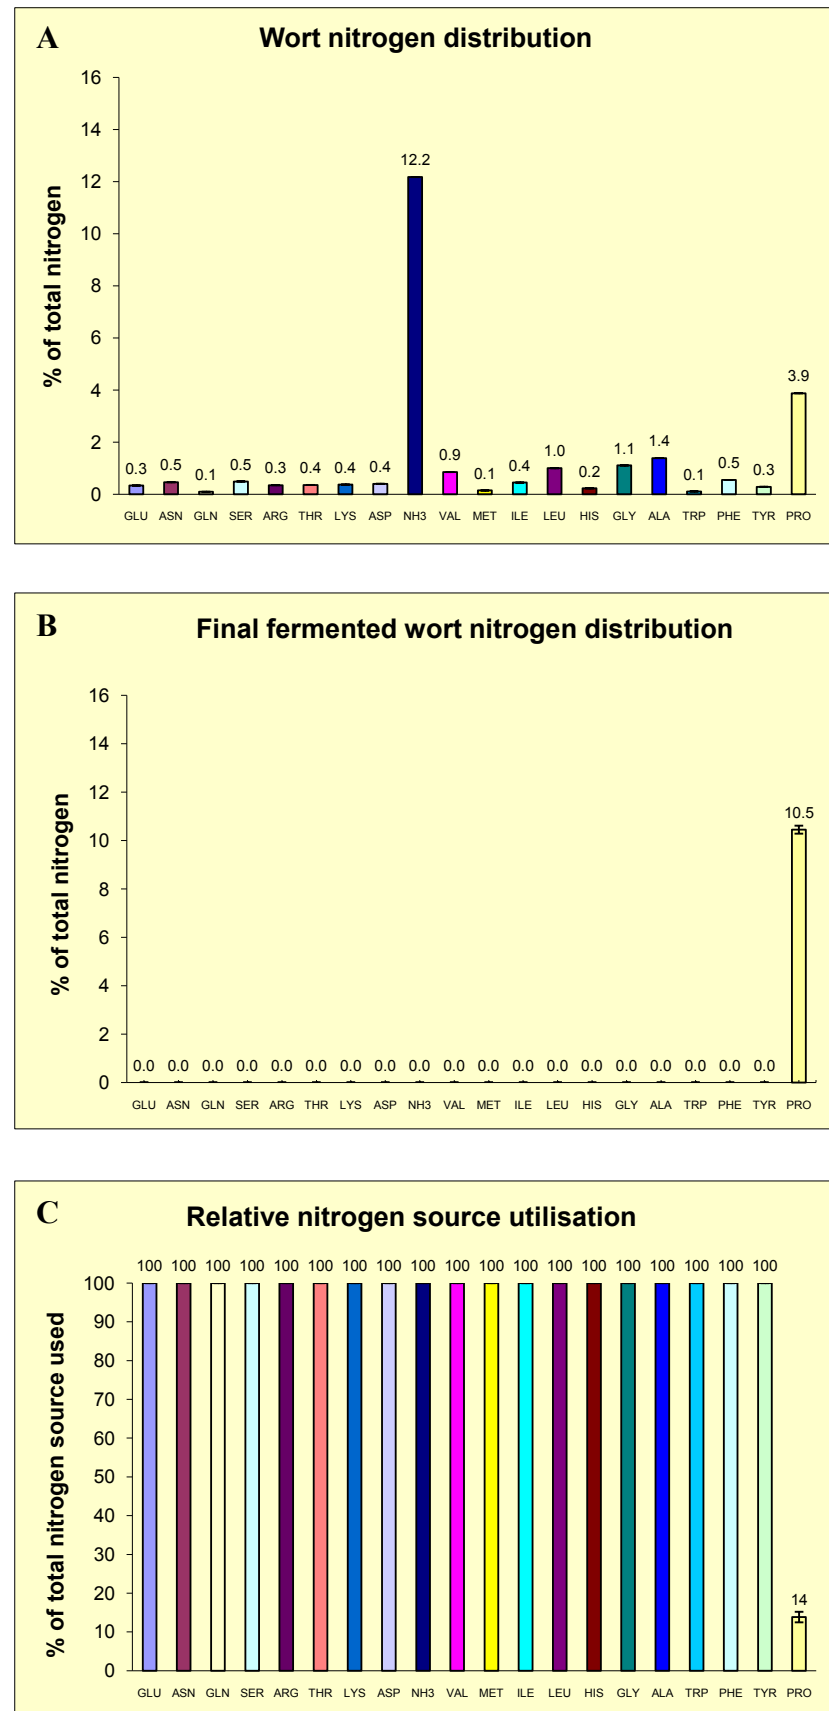 A
Wort nitrogen distribution
% of total nitrogen
16
14
12
10
8
6
4
2
0
0.3 0.5 0.1 0.5 0.3 0.4 0.4 0.4 12.2 0.9 0.1 0.4 1.0 0.2 1.1 1.4 0.1 0.5 0.3 3.9
GLU ASN GLN SER ARG THR LYS ASP NH3 VAL MET ILE LEU HIS GLY ALA TRP PHE TYR PRO
B
Final fermented wort nitrogen distribution
% of total nitrogen
16
14
12
10
8
6
4
2
0
0.0 0.0 0.0 0.0 0.0 0.0 0.0 0.0 0.0 0.0 0.0 0.0 0.0 0.0 0.0 0.0 0.0 0.0 0.0 10.5
GLU ASN GLN SER ARG THR LYS ASP NH3 VAL MET ILE LEU HIS GLY ALA TRP PHE TYR PRO
C
Relative nitrogen source utilisation
% of total nitrogen source used
100
90
80
70
60
50
40
30
20
10
0
100 100 100 100 100 100 100 100 100 100 100 100 100 100 100 100 100 100 100 14
GLU ASN GLN SER ARG THR LYS ASP NH3 VAL MET ILE LEU HIS GLY ALA TRP PHE TYR PRO